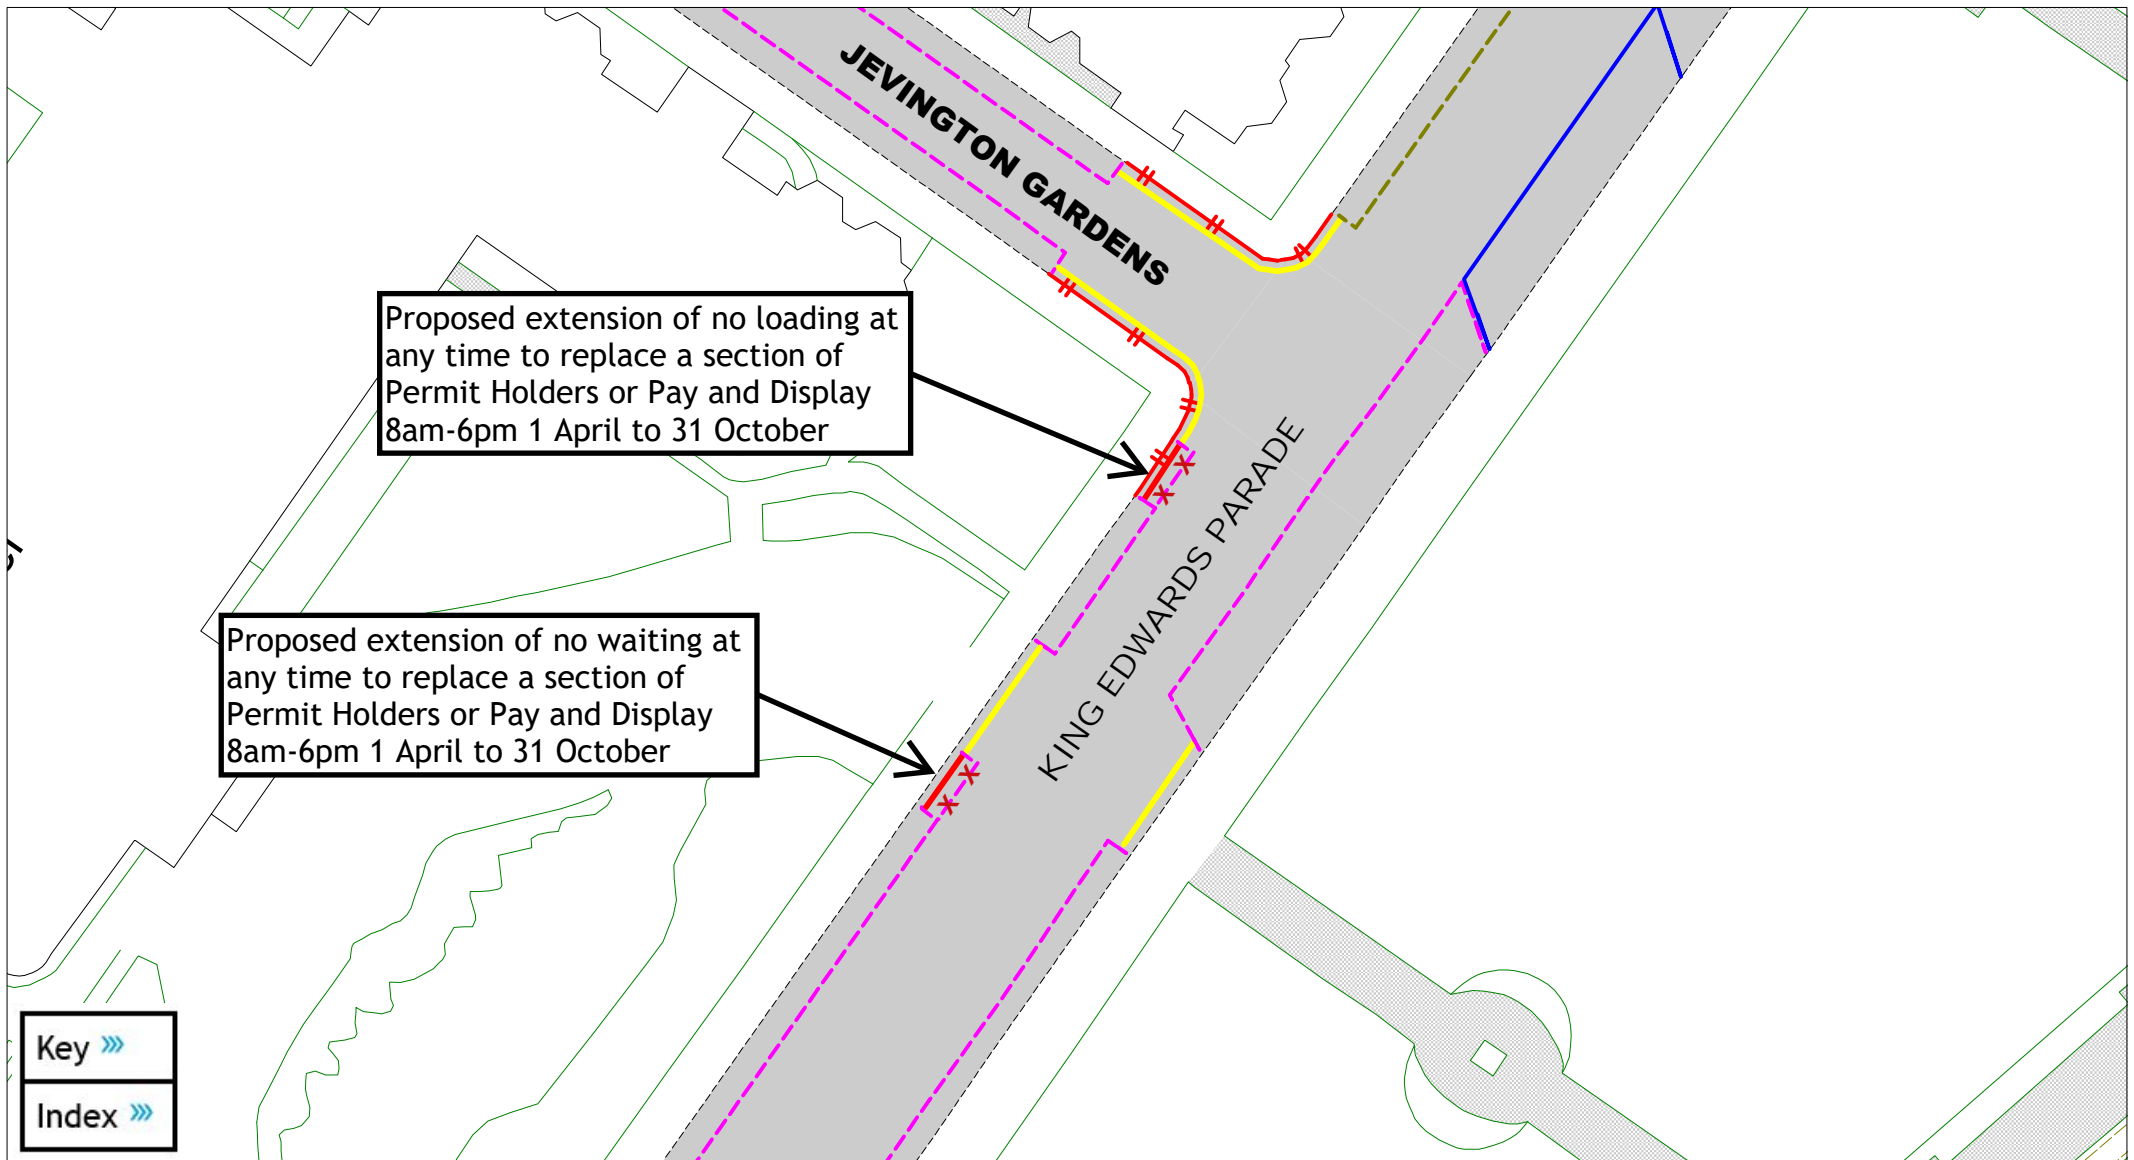 JEVINGTON GARDENS
Proposed extension of no loading at
any time to replace a section of
Permit Holders or Pay and Display
8am-6pm 1 April to 31 October
KING EDWARDS PARADE
Proposed extension of no waiting at
any time to replace a section of
Permit Holders or Pay and Display
8am-6pm 1 April to 31 October
Key »»
Index »»